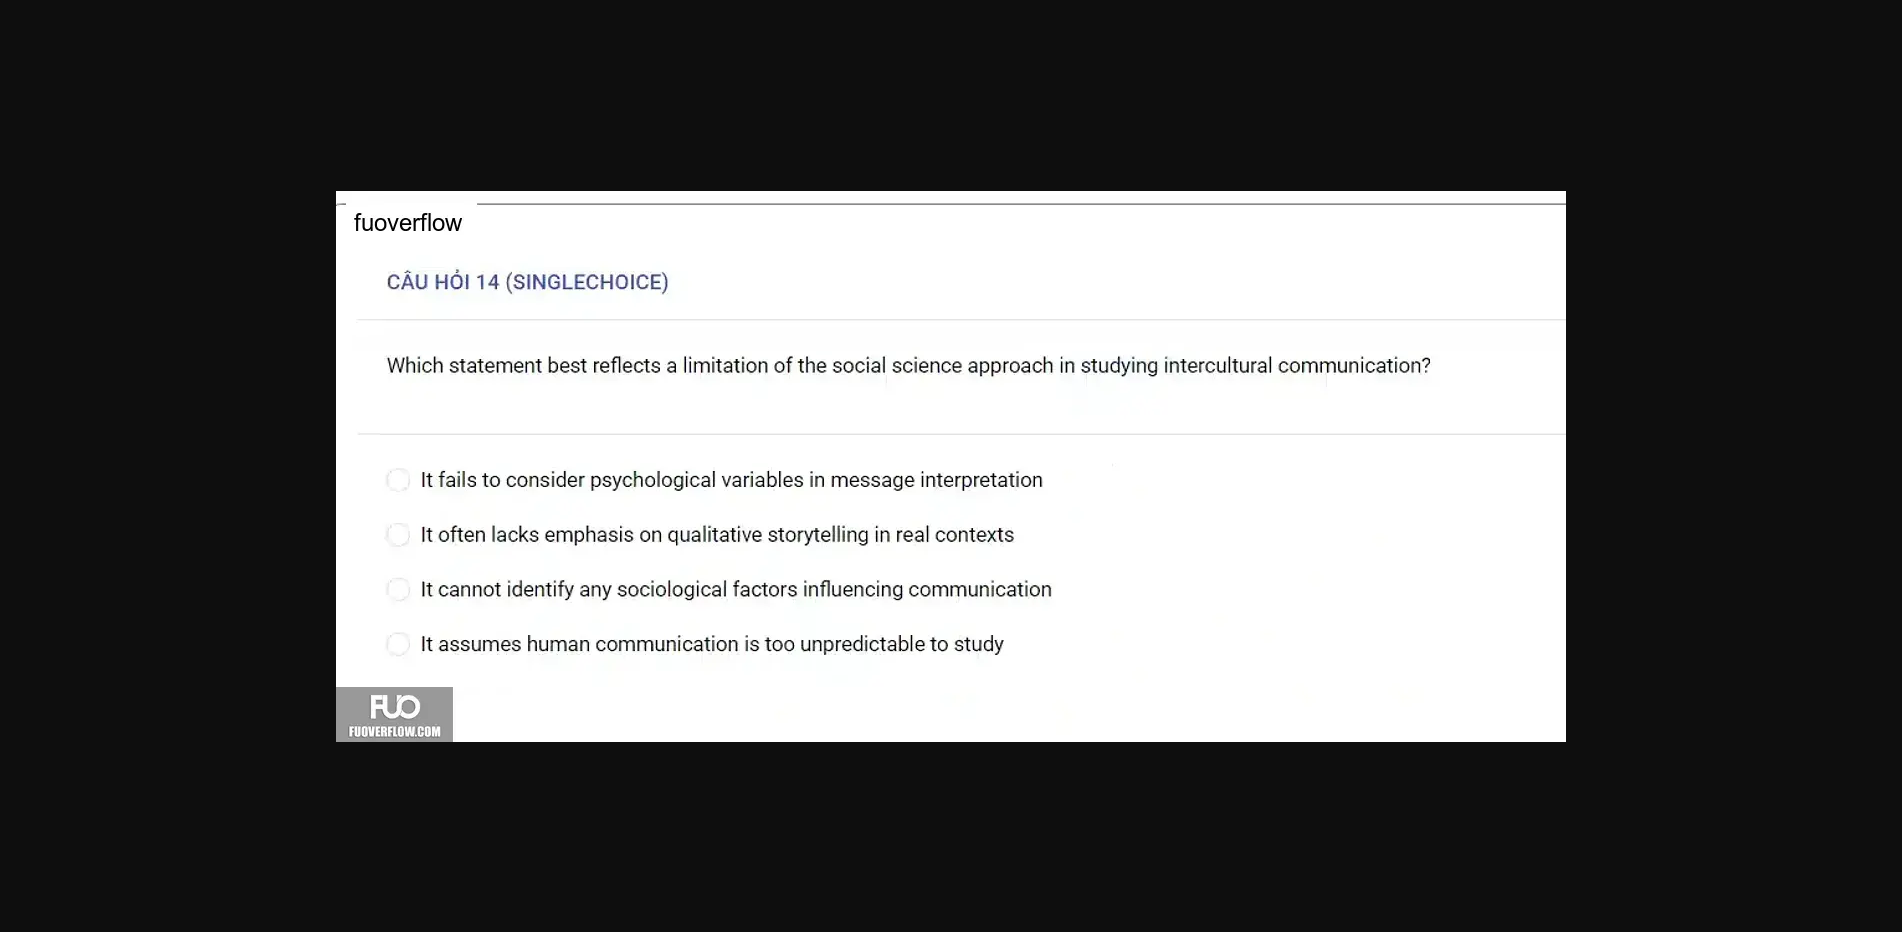 fuoverflow
CÂU HỎI 14 (SINGLECHOICE)
Which statement best reflects a limitation of the social science approach in studying intercultural communication?
It fails to consider psychological variables in message interpretation
It often lacks emphasis on qualitative storytelling in real contexts
It cannot identify any sociological factors influencing communication
It assumes human communication is too unpredictable to study
FUO
FUOVERFLOW.COM